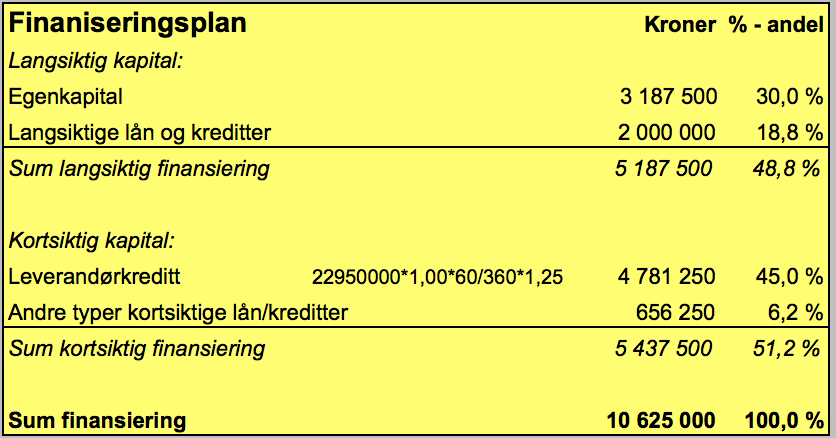 Finaniseringsplan Kroner % - andel
Langsiktig kapital:
Egenkapital 3 187 500 30,0 %
Langsiktige lån og kreditter 2 000 000 18,8 %
Sum langsiktig finansiering 5 187 500 48,8 %
Kortsiktig kapital:
Leverandørkreditt 22950000*1,00*60/360*1,25 4 781 250 45,0 %
Andre typer kortsiktige lån/kreditter 656 250 6,2 %
Sum kortsiktig finansiering 5 437 500 51,2 %
Sum finansiering 10 625 000 100,0 %